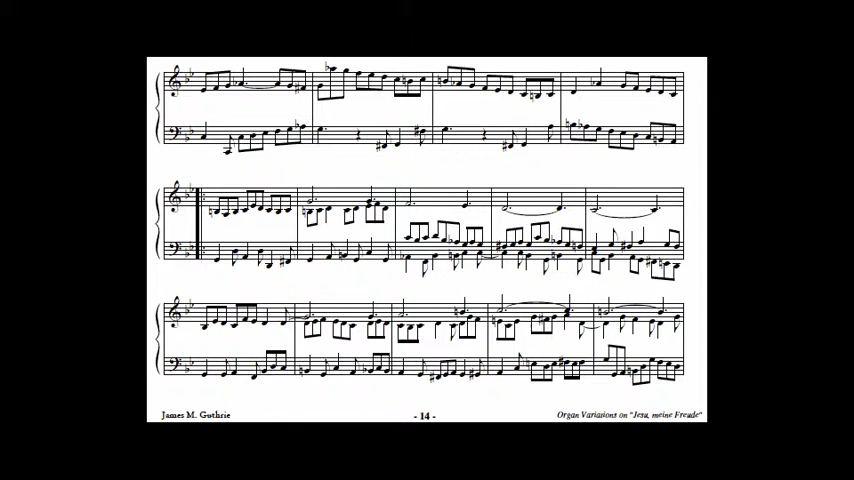 James M. Guthrie
- 14 -
Organ Variations on "Jesu, meine Freude"